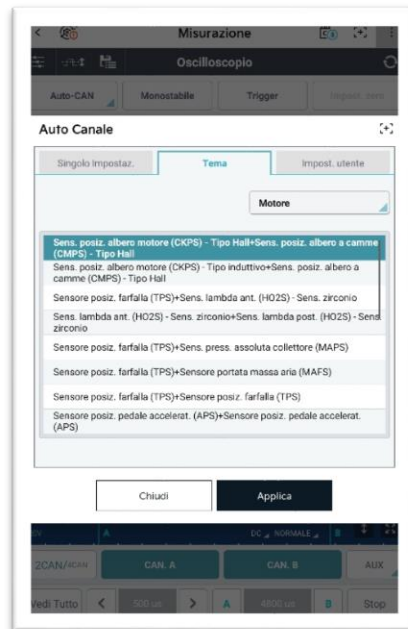 Misurazione
Oscilloscopio
Auto-CAN Monostabile Trigger Impost. zero
Auto Canale
Singolo Impostaz. Tema Impost. utente
Motore
Sens. posiz. albero motore (CKPS) - Tipo Hall+Sens. posiz. albero a camme
(CMPS) - Tipo Hall
Sens. posiz. albero motore (CKPS) - Tipo induttivo+Sens. posiz. albero a
camme (CMPS) - Tipo Hall
Sensore posiz. farfalla (TPS)+Sens. lambda ant. (HO2S) - Sens. zirconio
Sens. lambda ant. (HO2S) - Sens. zirconio+Sens. lambda post. (HO2S) - Sens.
zirconio
Sensore posiz. farfalla (TPS)+Sens. press. assoluta collettore (MAPS)
Sensore posiz. farfalla (TPS)+Sensore portata massa aria (MAFS)
Sensore posiz. farfalla (TPS)+Sensore posiz. farfalla (TPS)
Sensore posiz. pedale accelerat. (APS)+Sensore posiz. pedale accelerat.
(APS)
Chiudi Applica
A DC NORMALE B
2CAN/4CAN CAN. A CAN. B AUX
Vedi Tutto < 500 us > A 4800 us B Stop